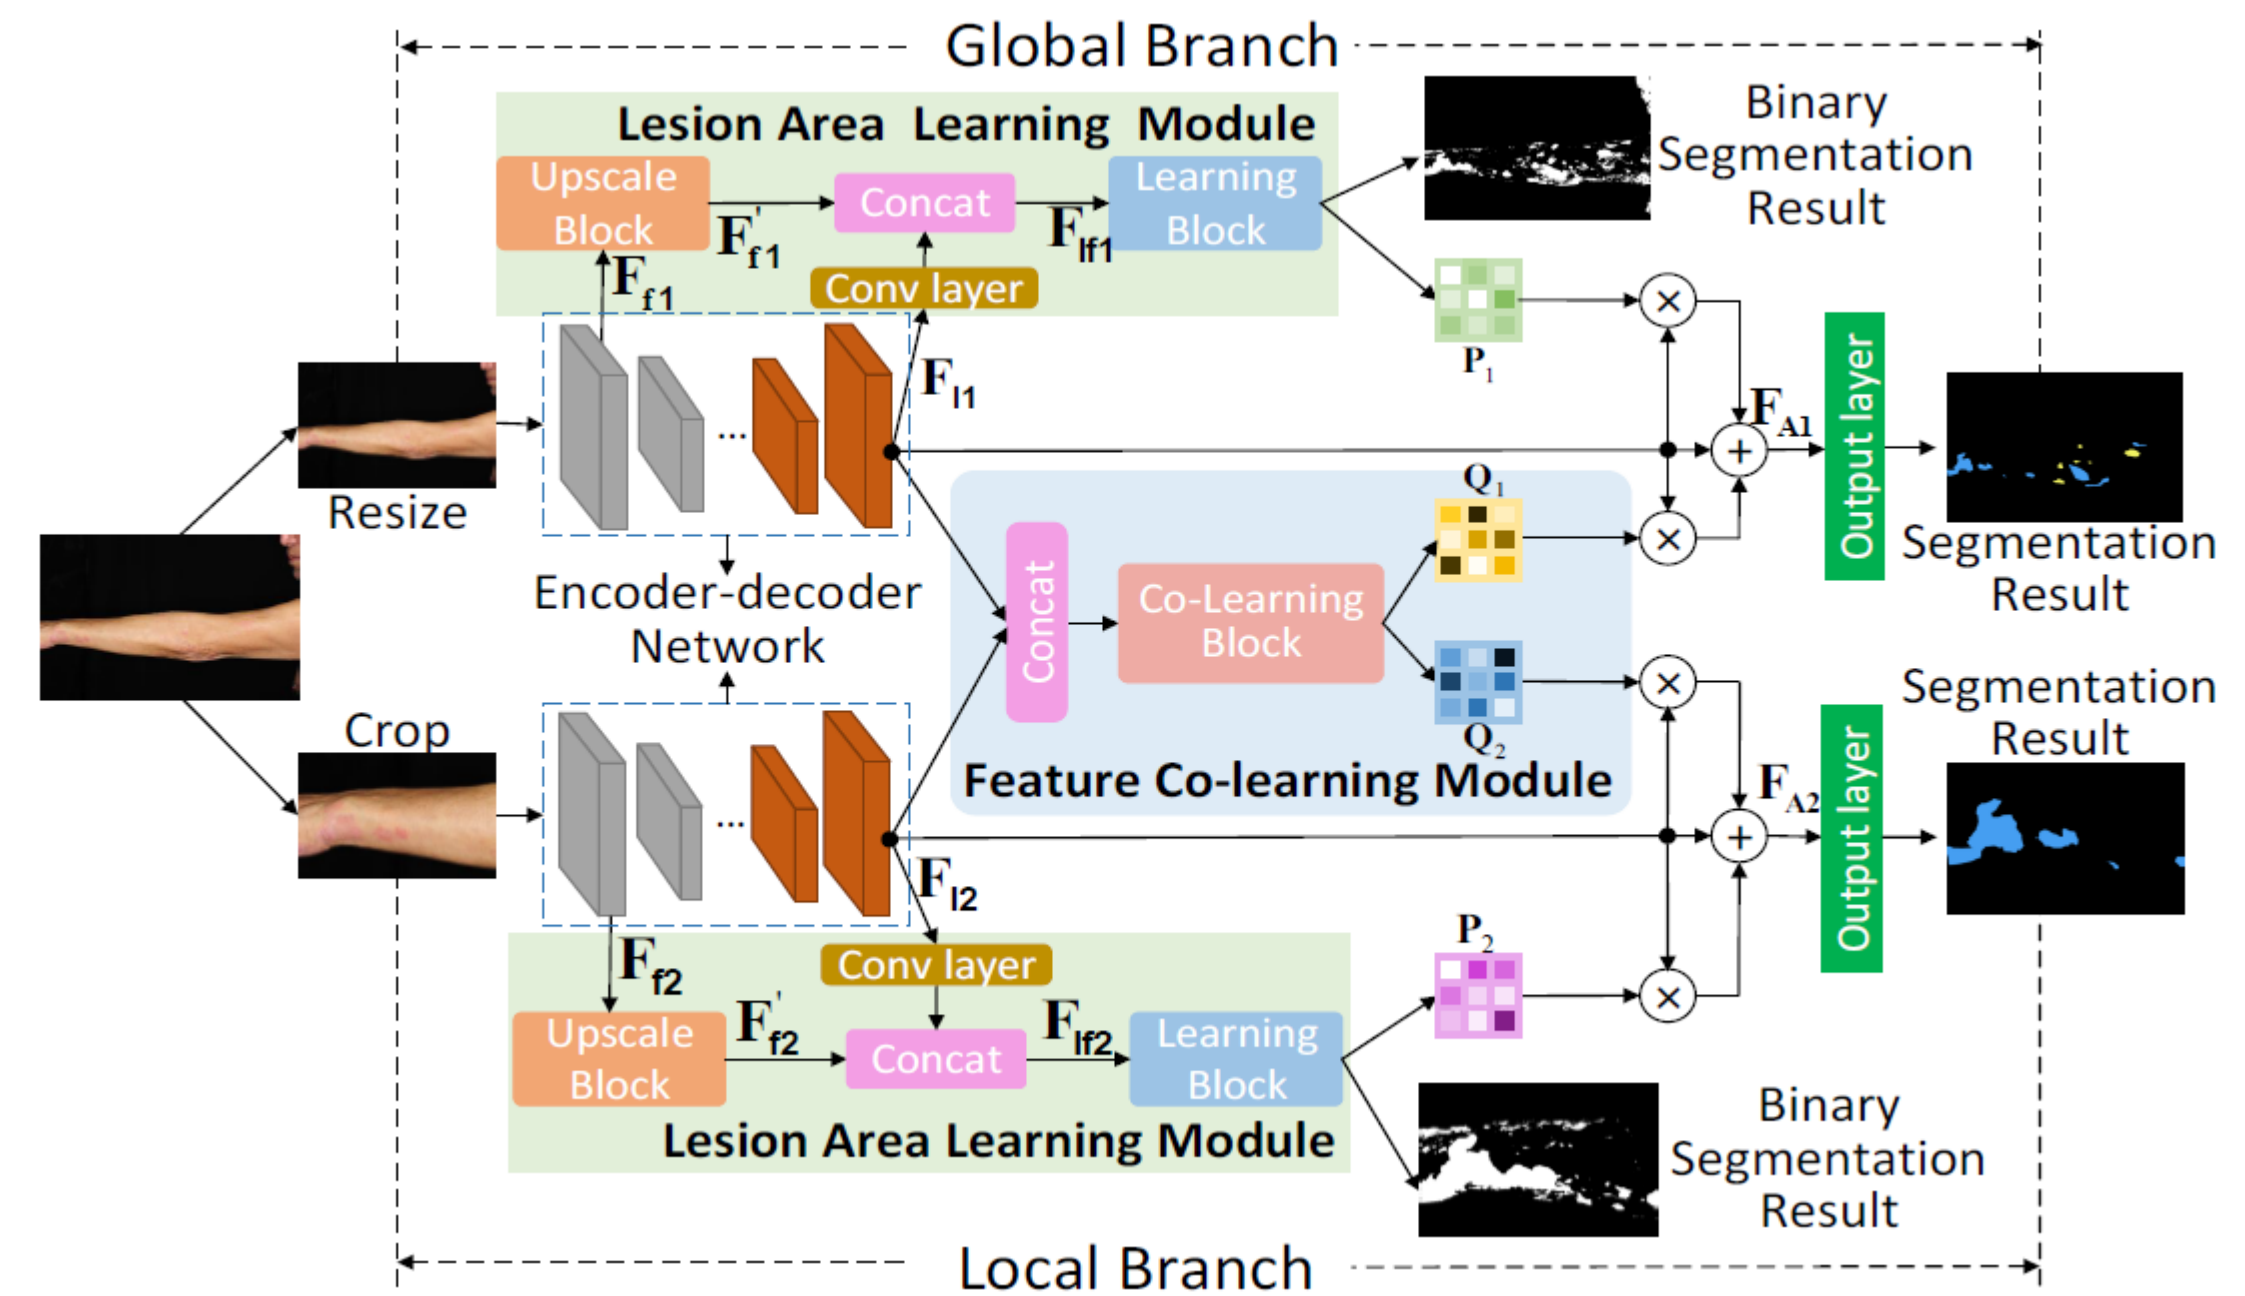 Global Branch
Lesion Area Learning Module
Upscale
Block
F'f1
Concat
Flf1
Learning
Block
Ff1
Conv layer
Fl1
Binary
Segmentation
Result
P1
×
FA1
+
Output layer
Segmentation
Result
Resize
Encoder-decoder
Network
...
Concat
Co-Learning
Block
Q1
×
Q2
×
Feature Co-learning Module
Crop
...
Fl2
Segmentation
Result
FA2
+
Output layer
Ff2
Conv layer
P2
×
Upscale
Block
F'f2
Concat
Flf2
Learning
Block
Lesion Area Learning Module
Binary
Segmentation
Result
Local Branch